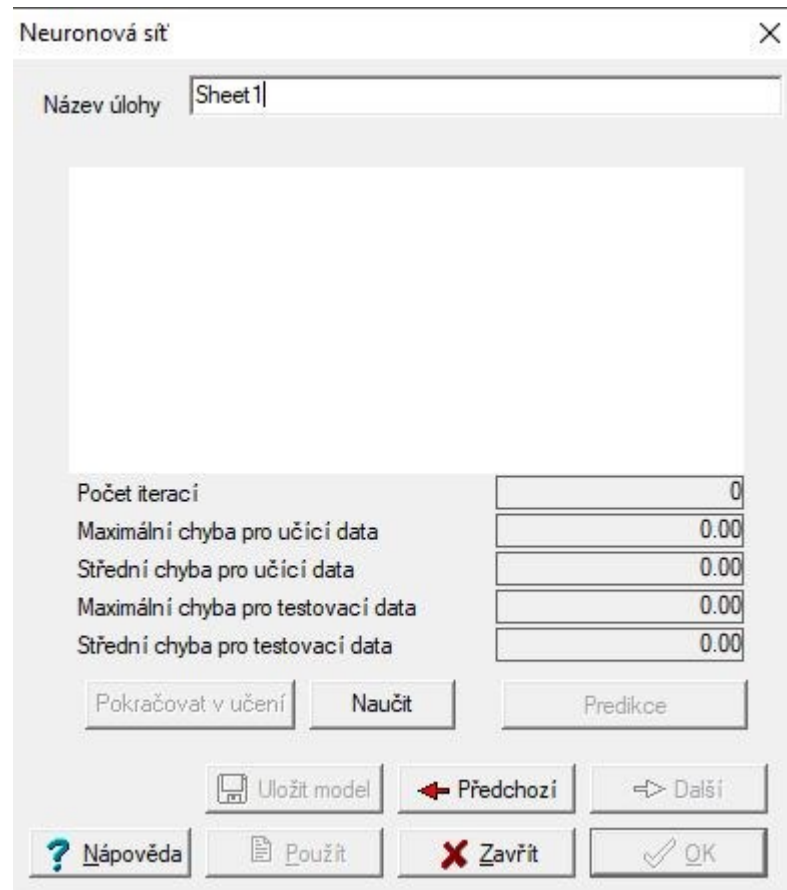 Neuronová síť
Název úlohy Sheet1
Počet iterací 0
Maximální chyba pro učící data 0.00
Střední chyba pro učící data 0.00
Maximální chyba pro testovací data 0.00
Střední chyba pro testovací data 0.00
Pokračovat v učení Naučit Predikce
Uložit model Předchozí Další
Nápověda Použít Zavřít OK